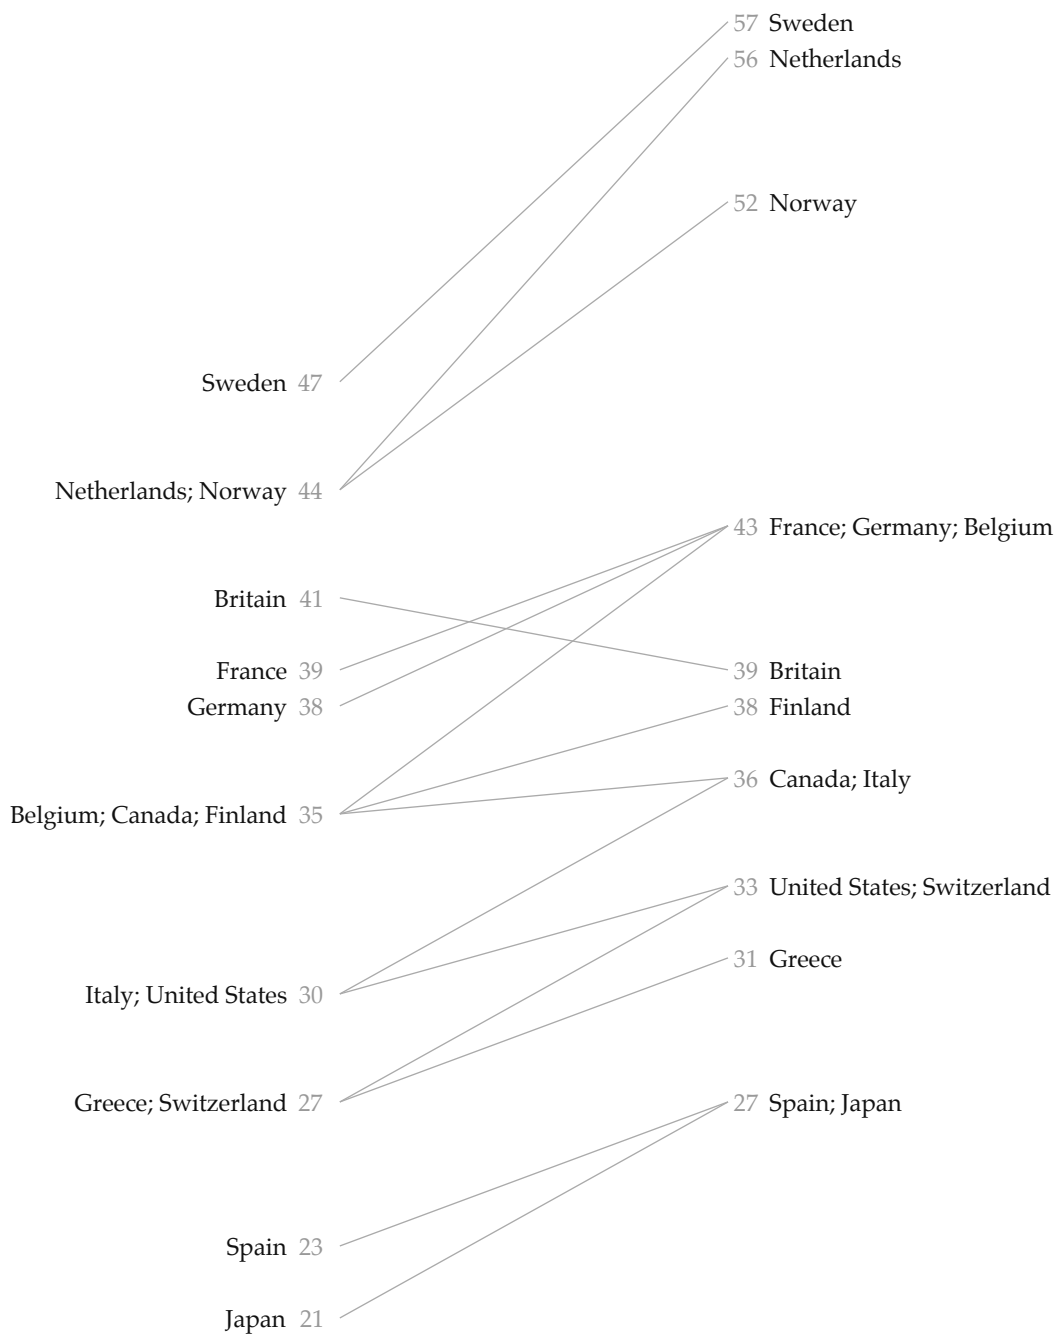 57 Sweden
56 Netherlands
52 Norway
Sweden 47
Netherlands; Norway 44
43 France; Germany; Belgium
Britain 41
France 39
39 Britain
Germany 38
38 Finland
36 Canada; Italy
Belgium; Canada; Finland 35
33 United States; Switzerland
31 Greece
Italy; United States 30
Greece; Switzerland 27
27 Spain; Japan
Spain 23
Japan 21